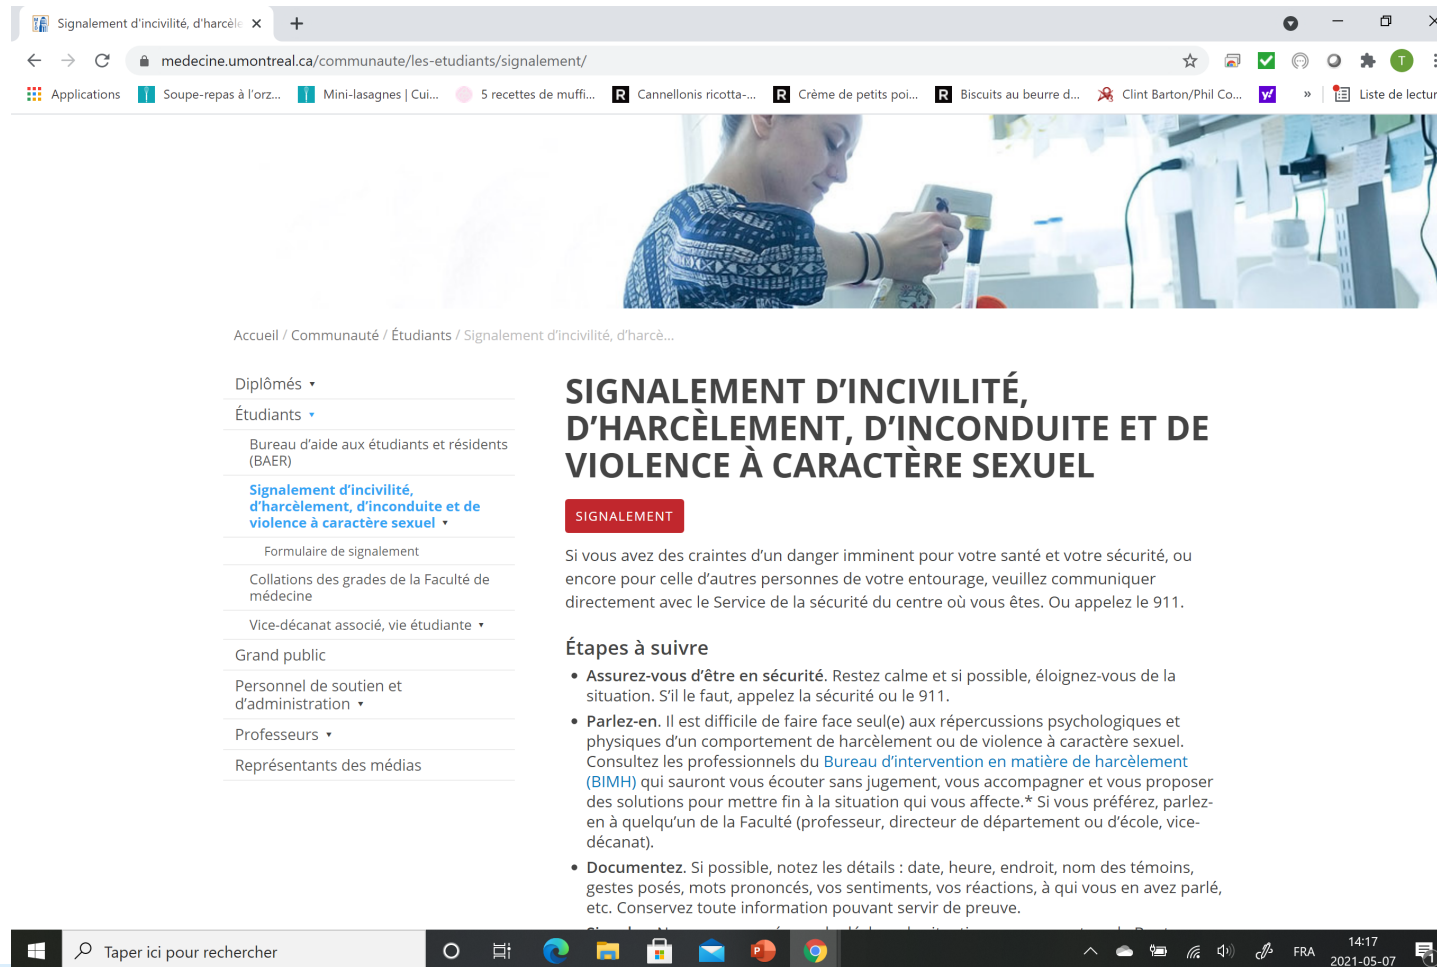 Signalement d'incivilité, d'harcèle
medecine.umontreal.ca/communaute/les-etudiants/signalement/
T
Applications Soupe-repas à l'orz... Mini-lasagnes | Cui... 5 recettes de muffi... R Cannellonis ricotta-... R Crème de petits poi... R Biscuits au beurre d... Clint Barton/Phil Co... y! » Liste de lectur
Accueil / Communauté / Étudiants / Signalement d'incivilité, d'harcè...
Diplômés
Étudiants
Bureau d'aide aux étudiants et résidents
(BAER)
Signalement d'incivilité,
d'harcèlement, d'inconduite et de
violence à caractère sexuel
Formulaire de signalement
Collations des grades de la Faculté de
médecine
Vice-décanat associé, vie étudiante
Grand public
Personnel de soutien et
d'administration
Professeurs
Représentants des médias
SIGNALEMENT D'INCIVILITÉ,
D'HARCÈLEMENT, D'INCONDUITE ET DE
VIOLENCE À CARACTÈRE SEXUEL
SIGNALEMENT
Si vous avez des craintes d'un danger imminent pour votre santé et votre sécurité, ou
encore pour celle d'autres personnes de votre entourage, veuillez communiquer
directement avec le Service de la sécurité du centre où vous êtes. Ou appelez le 911.
Étapes à suivre
• Assurez-vous d'être en sécurité. Restez calme et si possible, éloignez-vous de la
situation. S'il le faut, appelez la sécurité ou le 911.
• Parlez-en. Il est difficile de faire face seul(e) aux répercussions psychologiques et
physiques d'un comportement de harcèlement ou de violence à caractère sexuel.
Consultez les professionnels du Bureau d'intervention en matière de harcèlement
(BIMH) qui sauront vous écouter sans jugement, vous accompagner et vous proposer
des solutions pour mettre fin à la situation qui vous affecte.* Si vous préférez, parlez-
en à quelqu'un de la Faculté (professeur, directeur de département ou d'école, vice-
décanat).
• Documentez. Si possible, notez les détails : date, heure, endroit, nom des témoins,
gestes posés, mots prononcés, vos sentiments, vos réactions, à qui vous en avez parlé,
etc. Conservez toute information pouvant servir de preuve.
Taper ici pour rechercher
FRA
14:17
2021-05-07
1